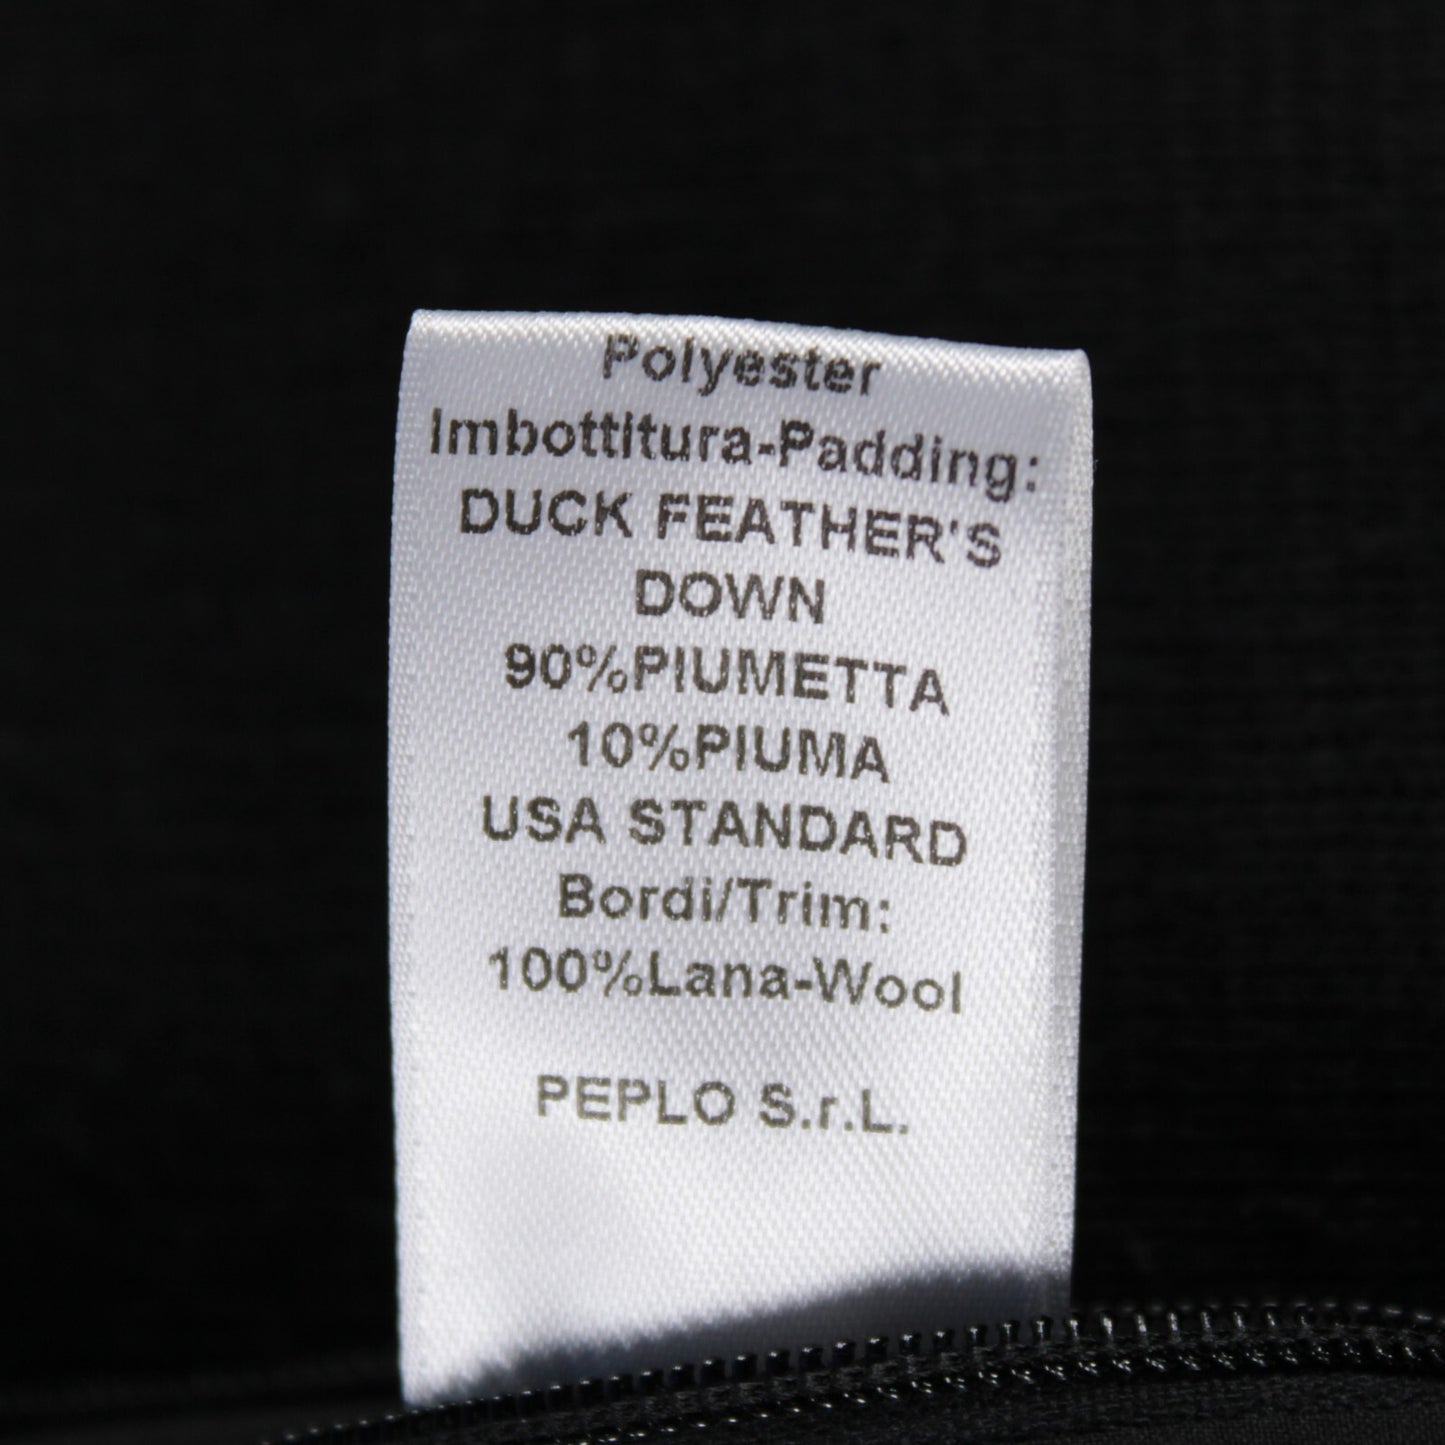 Polyester
Imbottitura-Padding:
DUCK FEATHER'S
DOWN
90%PIUMETTA
10%PIUMA
USA STANDARD
Bordi/Trim:
100%Lana-Wool
PEPLO S.r.L.